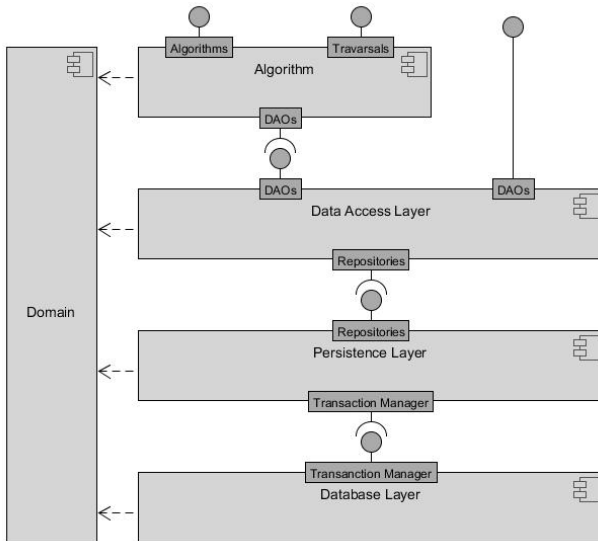 Algorithms
Travarsals
Algorithm
DAOs
DAOs
DAOs
Data Access Layer
Repositories
Domain
Repositories
Persistence Layer
Transaction Manager
Transanction Manager
Database Layer